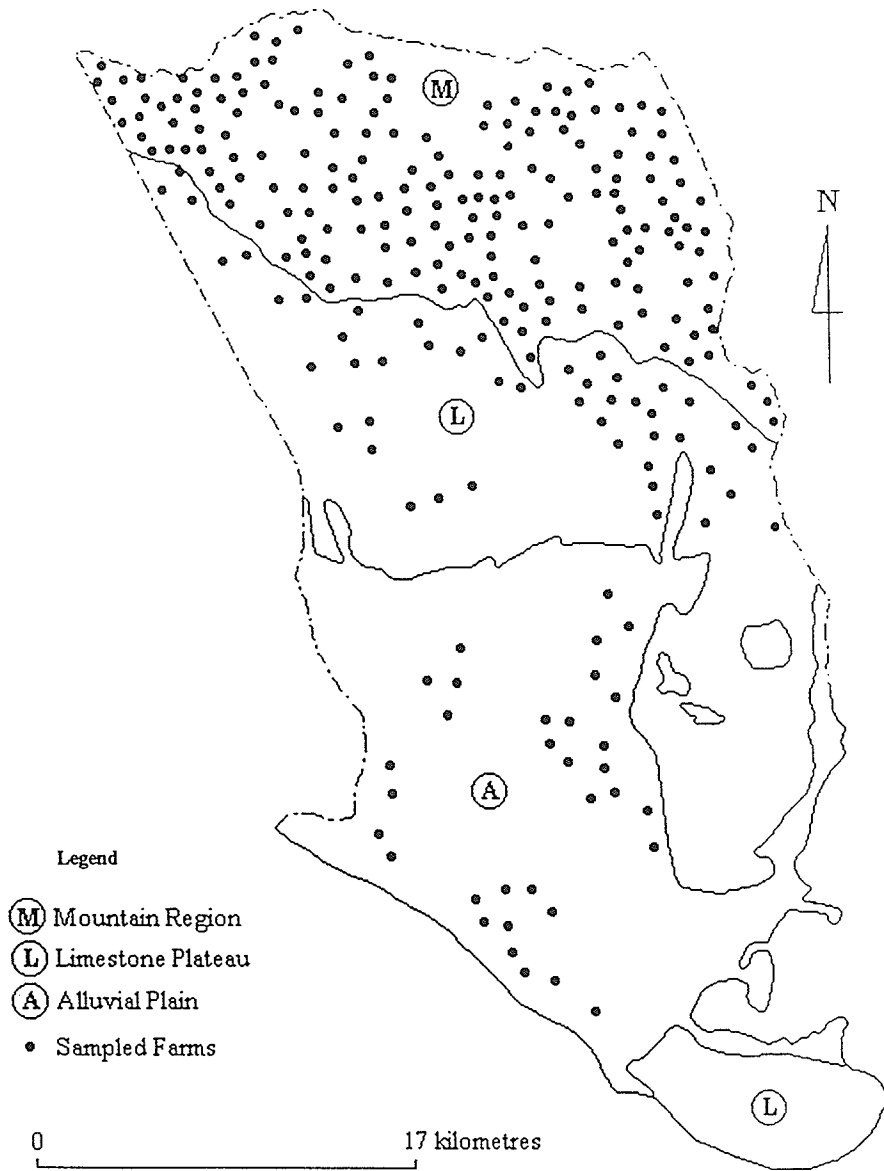 M
N
L
A
Legend
M Mountain Region
L Limestone Plateau
A Alluvial Plain
Sampled Farms
L
0 17 kilometres